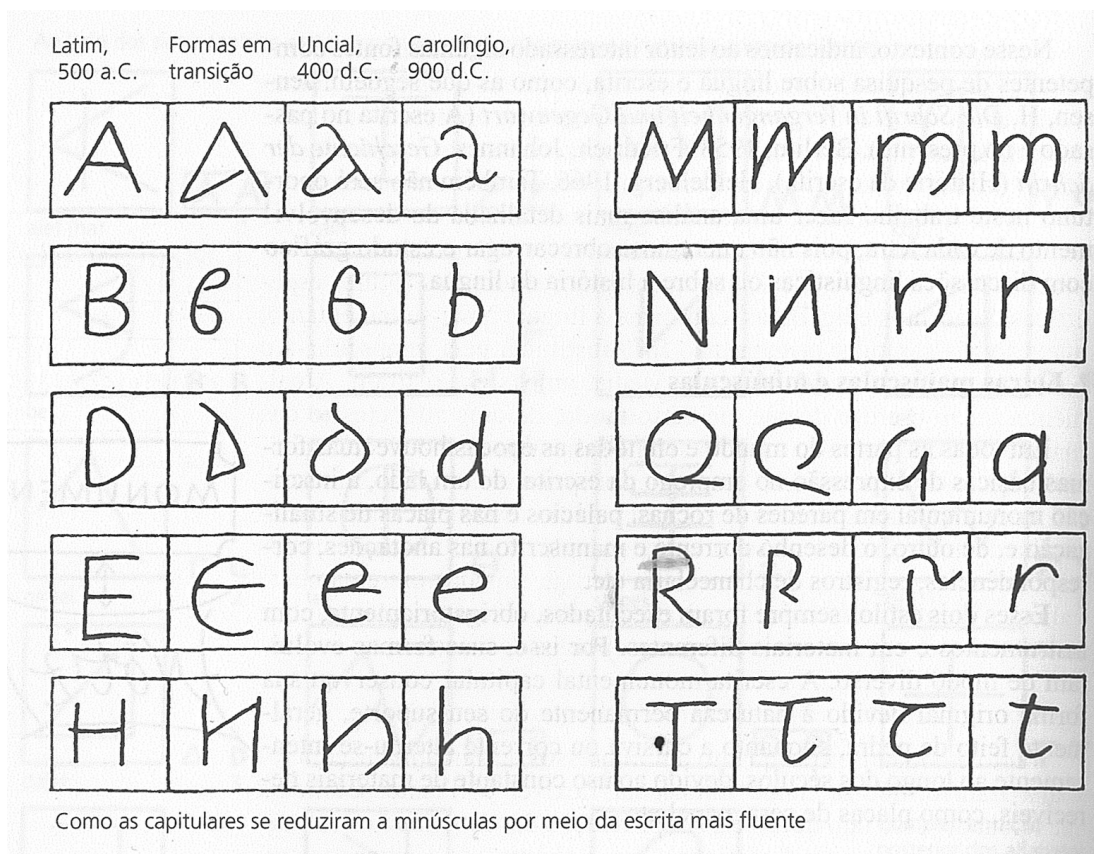 Latim, 500 a.C. Formas em transição Uncial, 400 d.C. Carolíngio, 900 d.C.
A A a a M m m m
B B b b N N n n
D D d d Q Q q q
E E e e R R r r
H H h h T T t t
Como as capitulares se reduziram a minúsculas por meio da escrita mais fluente